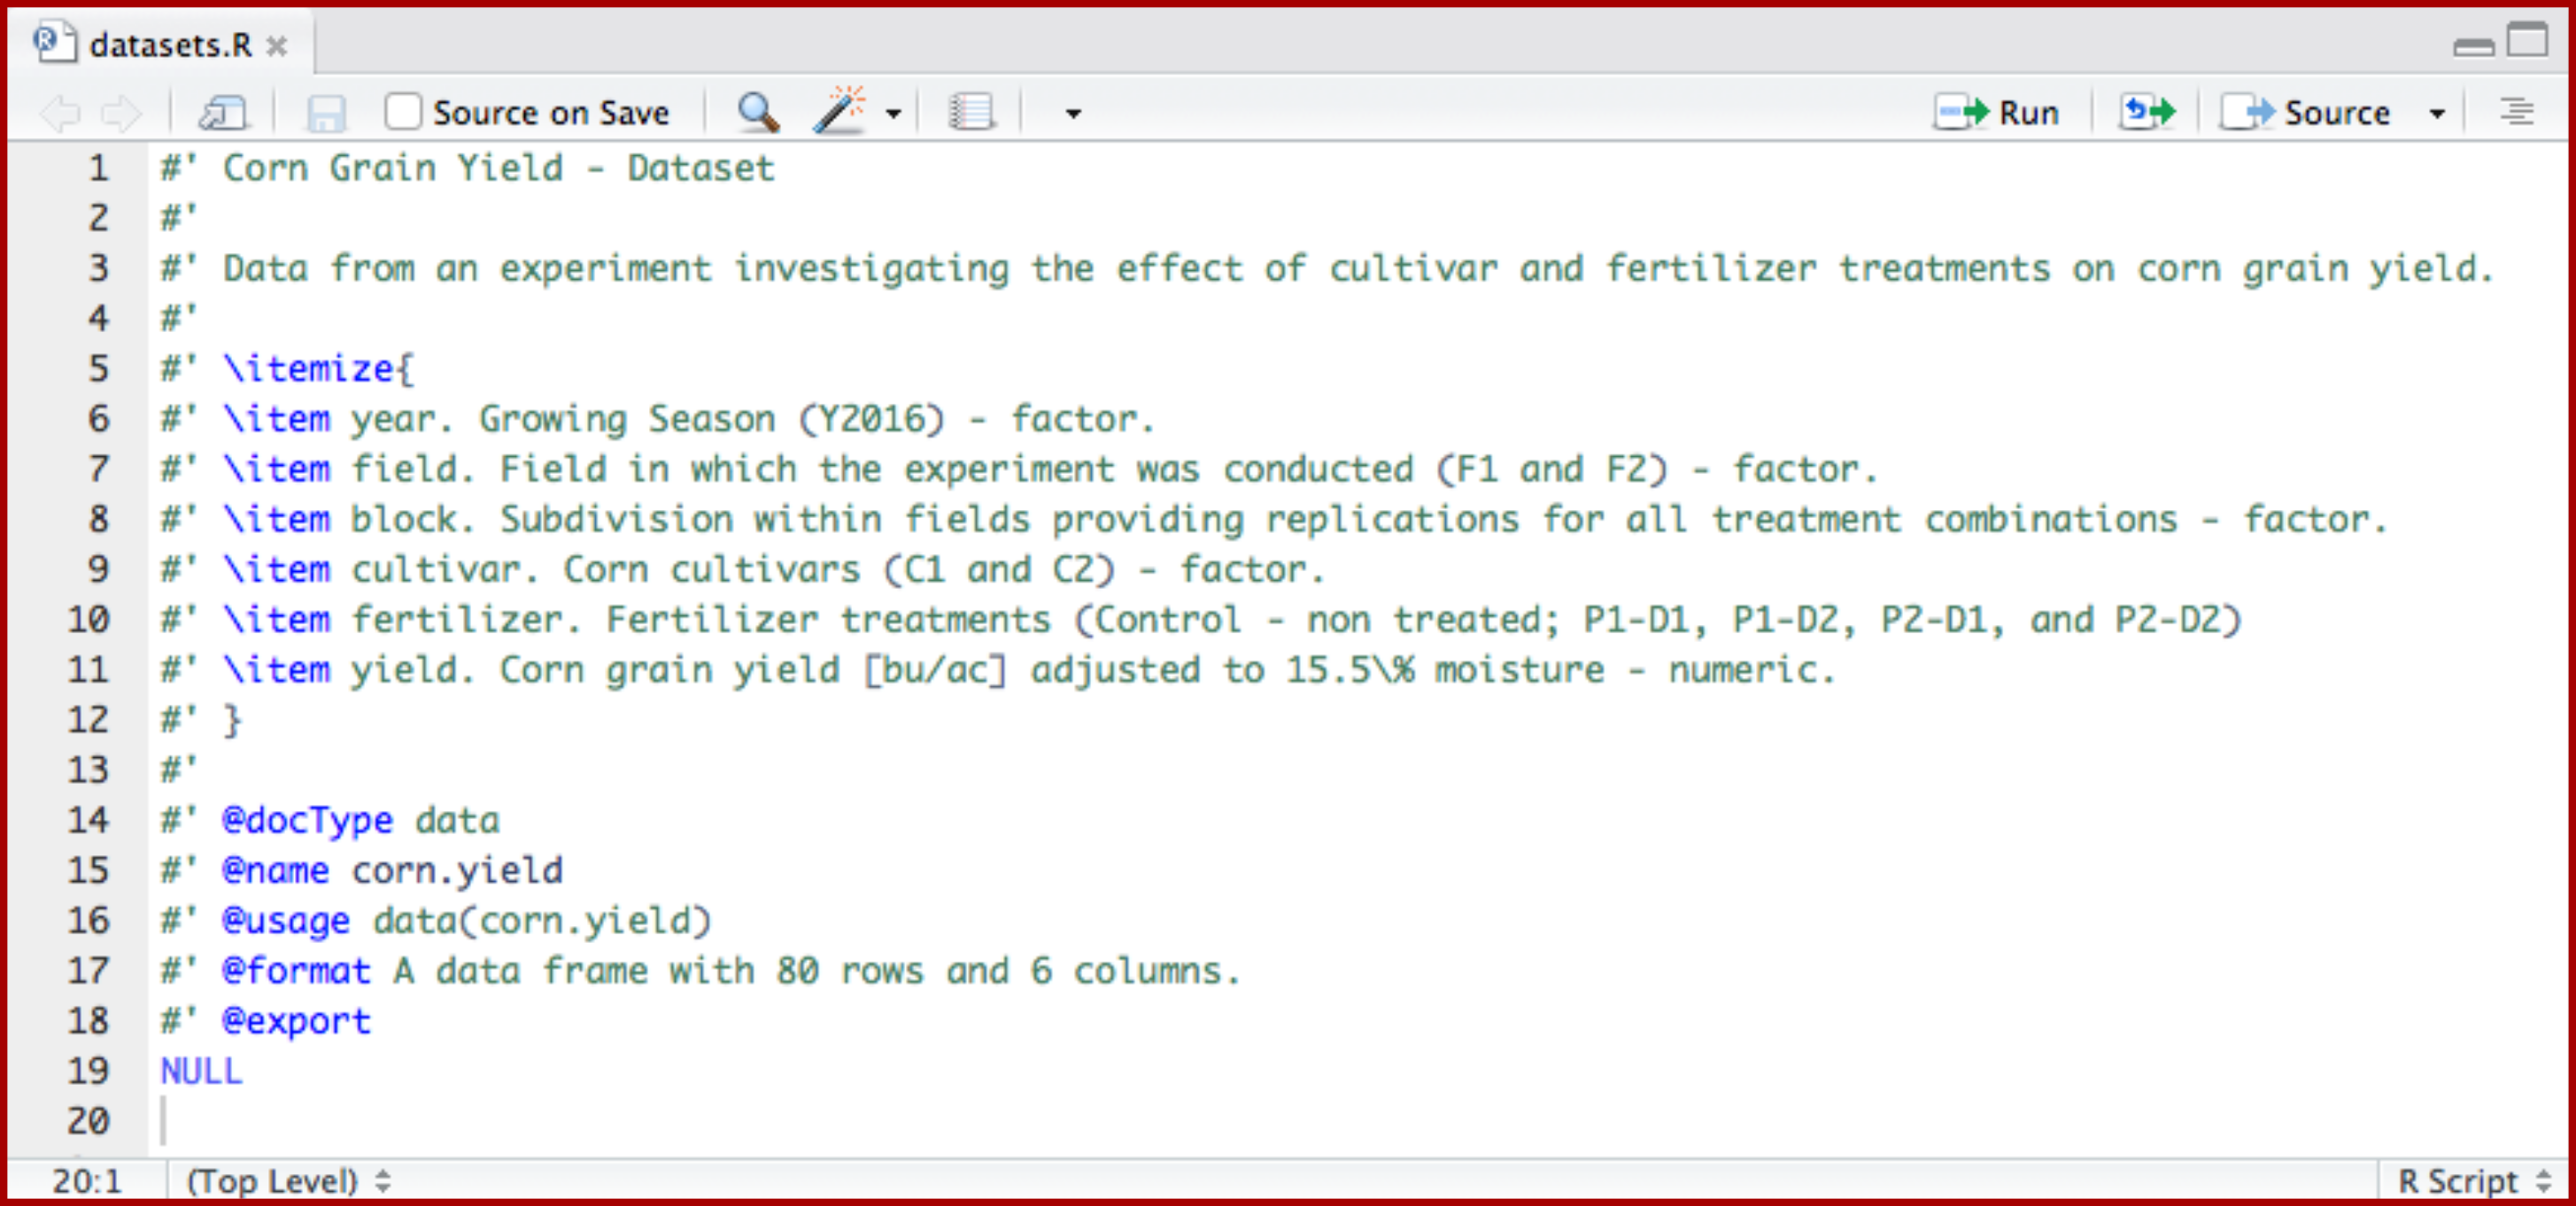 datasets.R
Source on Save Run Source
1 #' Corn Grain Yield - Dataset
2 #'
3 #' Data from an experiment investigating the effect of cultivar and fertilizer treatments on corn grain yield.
4 #'
5 #' \itemize{
6 #' \item year. Growing Season (Y2016) - factor.
7 #' \item field. Field in which the experiment was conducted (F1 and F2) - factor.
8 #' \item block. Subdivision within fields providing replications for all treatment combinations - factor.
9 #' \item cultivar. Corn cultivars (C1 and C2) - factor.
10 #' \item fertilizer. Fertilizer treatments (Control - non treated; P1-D1, P1-D2, P2-D1, and P2-D2)
11 #' \item yield. Corn grain yield [bu/ac] adjusted to 15.5\% moisture - numeric.
12 #' }
13 #'
14 #' @docType data
15 #' @name corn.yield
16 #' @usage data(corn.yield)
17 #' @format A data frame with 80 rows and 6 columns.
18 #' @export
19 NULL
20
20:1 (Top Level) R Script